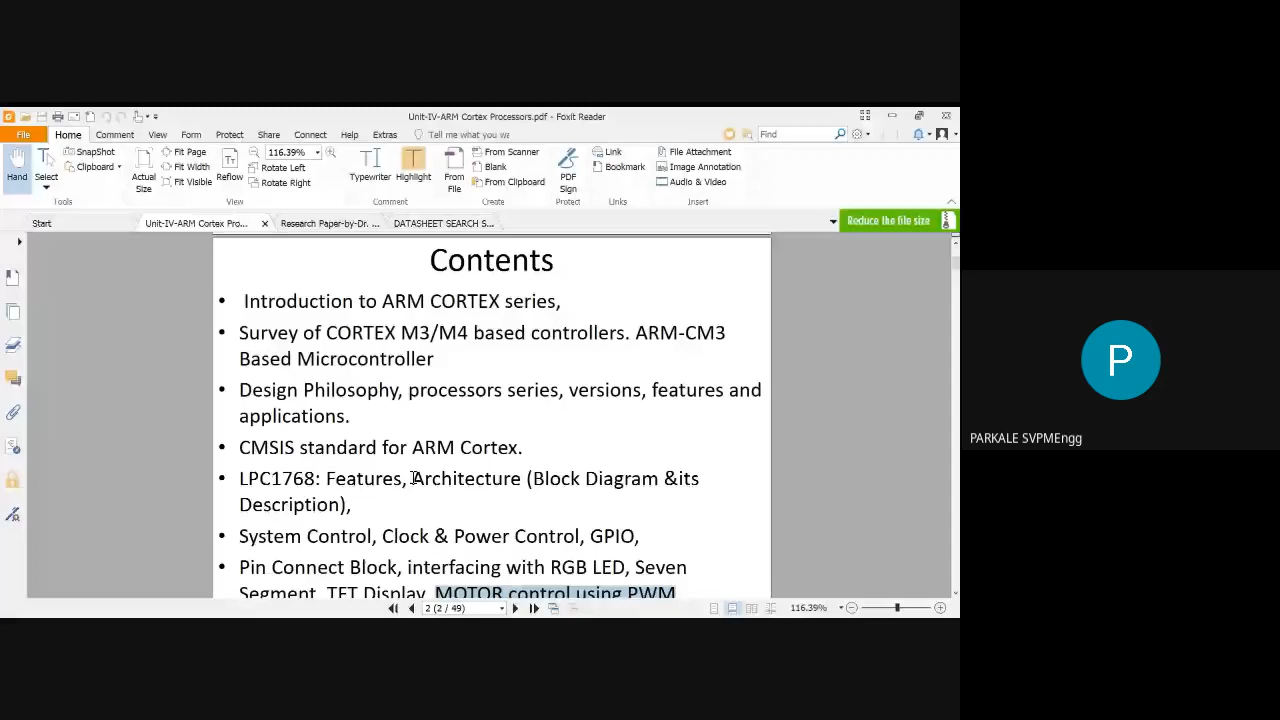 Unit-IV-ARM Cortex Processors.pdf - Foxit Reader
File Home Comment View Form Protect Share Connect Help Extras Tell me what you wa Find
SnapShot
Clipboard
Hand Select
Actual Size
Fit Page
Fit Width
Fit Visible
Reflow
116.39%
Rotate Left
Rotate Right
Typewriter Highlight
From File
From Scanner
Blank
From Clipboard
PDF Sign
Link
Bookmark
File Attachment
Image Annotation
Audio & Video
Tools View Comment Create Protect Links Insert
Start Unit-IV-ARM Cortex Pro... Research Paper-by-Dr. ... DATASHEET SEARCH S... Reduce the file size
Contents
• Introduction to ARM CORTEX series,
• Survey of CORTEX M3/M4 based controllers. ARM-CM3
Based Microcontroller
• Design Philosophy, processors series, versions, features and
applications.
• CMSIS standard for ARM Cortex.
• LPC1768: Features, Architecture (Block Diagram &its
Description),
• System Control, Clock & Power Control, GPIO,
• Pin Connect Block, interfacing with RGB LED, Seven
Segment, TFT Display, MOTOR control using PWM
2 (2 / 49) 116.39%
P
PARKALE SVPMEngg